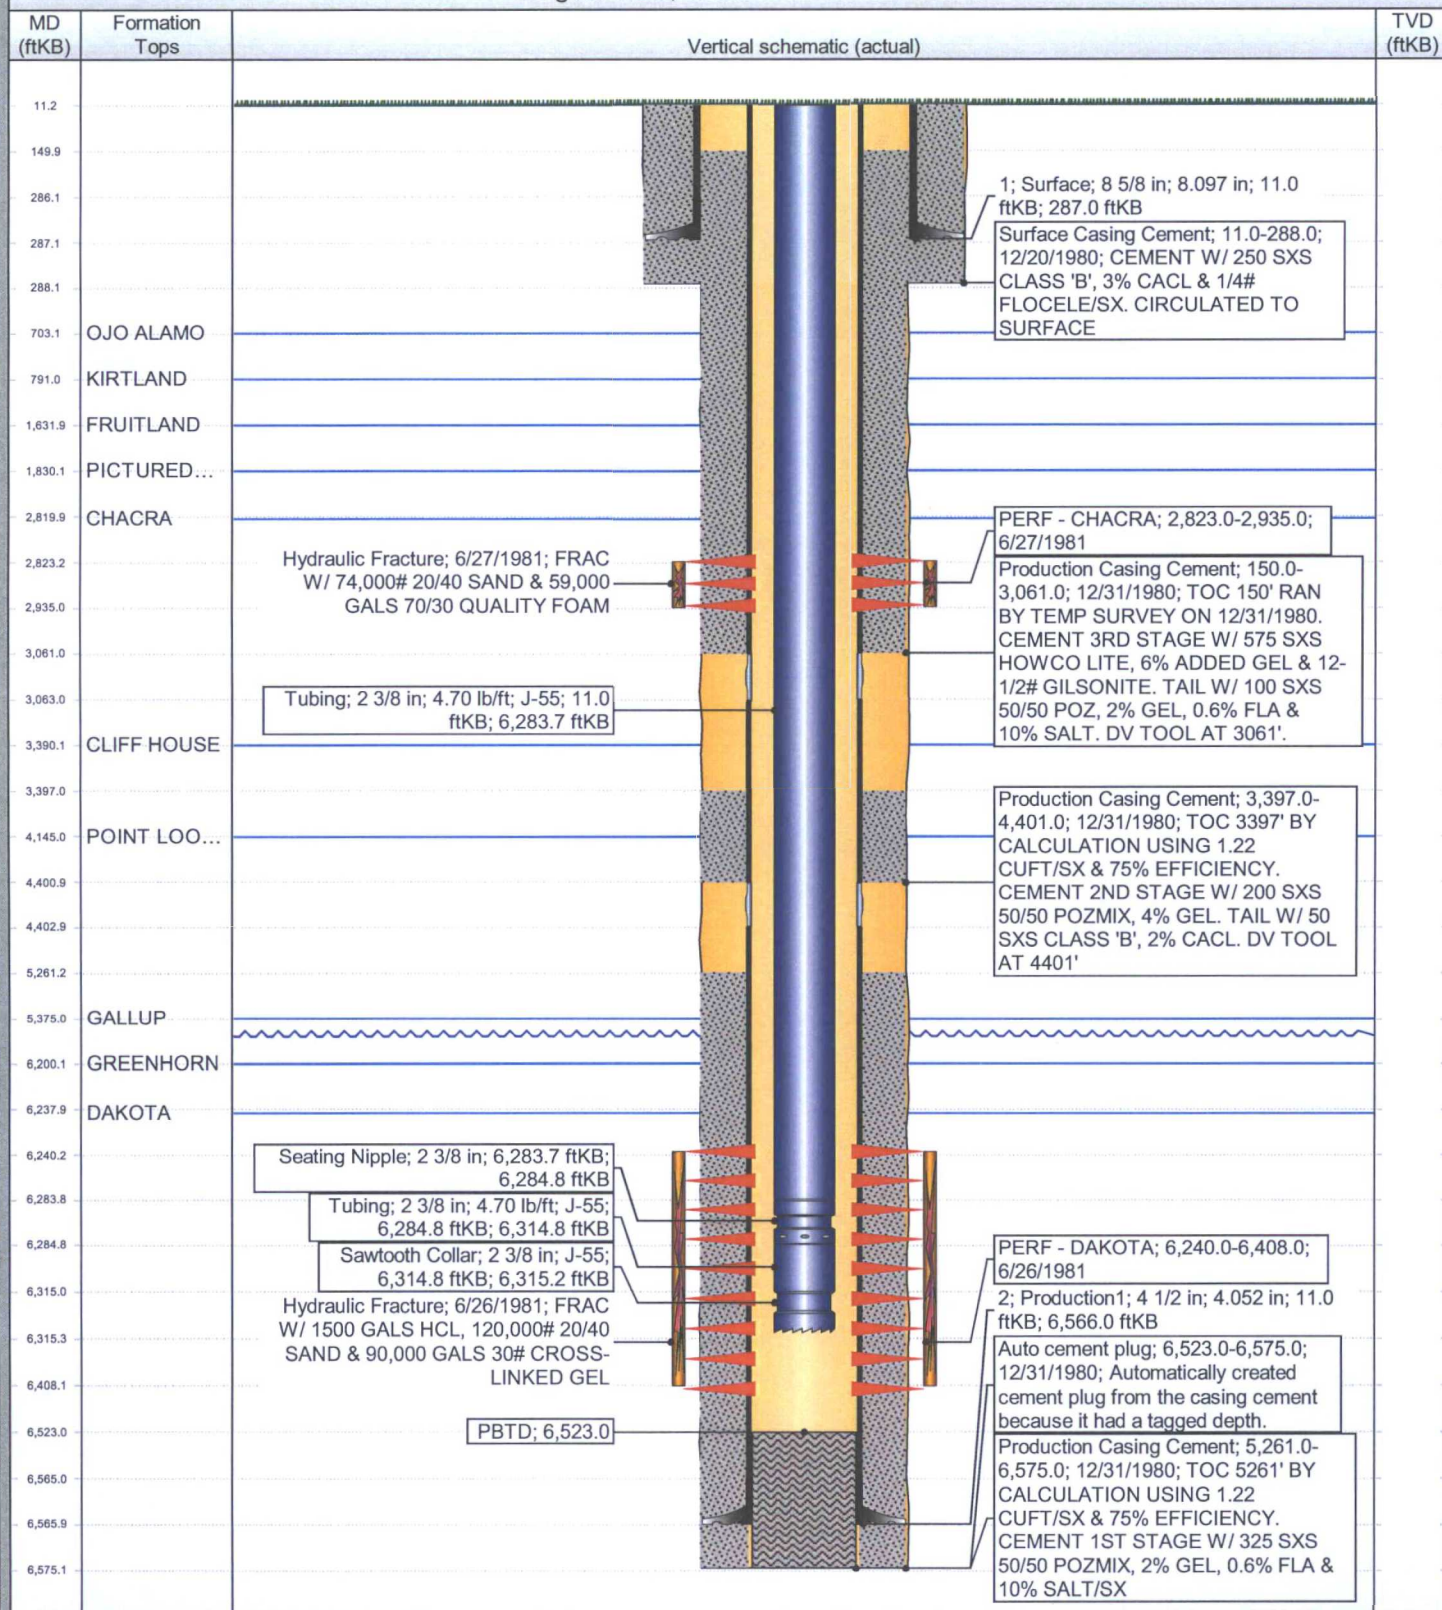 MD
(ftKB)
Formation
Tops
Vertical schematic (actual)
TVD
(ftKB)
11.2
149.9
286.1
1; Surface; 8 5/8 in; 8.097 in; 11.0
ftKB; 287.0 ftKB
287.1
288.1
Surface Casing Cement; 11.0-288.0;
12/20/1980; CEMENT W/ 250 SXS
CLASS 'B', 3% CACL & 1/4#
FLOCELE/SX. CIRCULATED TO
SURFACE
703.1 OJO ALAMO
791.0 KIRTLAND
1,631.9 FRUITLAND
1,830.1 PICTURED...
2,819.9 CHACRA
PERF - CHACRA; 2,823.0-2,935.0;
6/27/1981
2,823.2
Hydraulic Fracture; 6/27/1981; FRAC
W/ 74,000# 20/40 SAND & 59,000
GALS 70/30 QUALITY FOAM
2,935.0
Production Casing Cement; 150.0-
3,061.0; 12/31/1980; TOC 150' RAN
BY TEMP SURVEY ON 12/31/1980.
CEMENT 3RD STAGE W/ 575 SXS
HOWCO LITE, 6% ADDED GEL & 12-
1/2# GILSONITE. TAIL W/ 100 SXS
50/50 POZ, 2% GEL, 0.6% FLA &
10% SALT. DV TOOL AT 3061'.
3,061.0
3,063.0
Tubing; 2 3/8 in; 4.70 lb/ft; J-55; 11.0
ftKB; 6,283.7 ftKB
3,390.1 CLIFF HOUSE
3,397.0
4,145.0 POINT LOO...
Production Casing Cement; 3,397.0-
4,401.0; 12/31/1980; TOC 3397' BY
CALCULATION USING 1.22
CUFT/SX & 75% EFFICIENCY.
CEMENT 2ND STAGE W/ 200 SXS
50/50 POZMIX, 4% GEL. TAIL W/ 50
SXS CLASS 'B', 2% CACL. DV TOOL
AT 4401'
4,400.9
4,402.9
5,261.2
5,375.0 GALLUP
6,200.1 GREENHORN
6,237.9 DAKOTA
6,240.2
Seating Nipple; 2 3/8 in; 6,283.7 ftKB;
6,284.8 ftKB
6,283.8
Tubing; 2 3/8 in; 4.70 lb/ft; J-55;
6,284.8 ftKB; 6,314.8 ftKB
6,284.8
Sawtooth Collar; 2 3/8 in; J-55;
6,314.8 ftKB; 6,315.2 ftKB
PERF - DAKOTA; 6,240.0-6,408.0;
6/26/1981
6,315.0
Hydraulic Fracture; 6/26/1981; FRAC
W/ 1500 GALS HCL, 120,000# 20/40
SAND & 90,000 GALS 30# CROSS-
LINKED GEL
2; Production1; 4 1/2 in; 4.052 in; 11.0
ftKB; 6,566.0 ftKB
6,315.3
6,408.1
Auto cement plug; 6,523.0-6,575.0;
12/31/1980; Automatically created
cement plug from the casing cement
because it had a tagged depth.
6,523.0
PBTD; 6,523.0
6,565.0
6,565.9
6,575.1
Production Casing Cement; 5,261.0-
6,575.0; 12/31/1980; TOC 5261' BY
CALCULATION USING 1.22
CUFT/SX & 75% EFFICIENCY.
CEMENT 1ST STAGE W/ 325 SXS
50/50 POZMIX, 2% GEL, 0.6% FLA &
10% SALT/SX